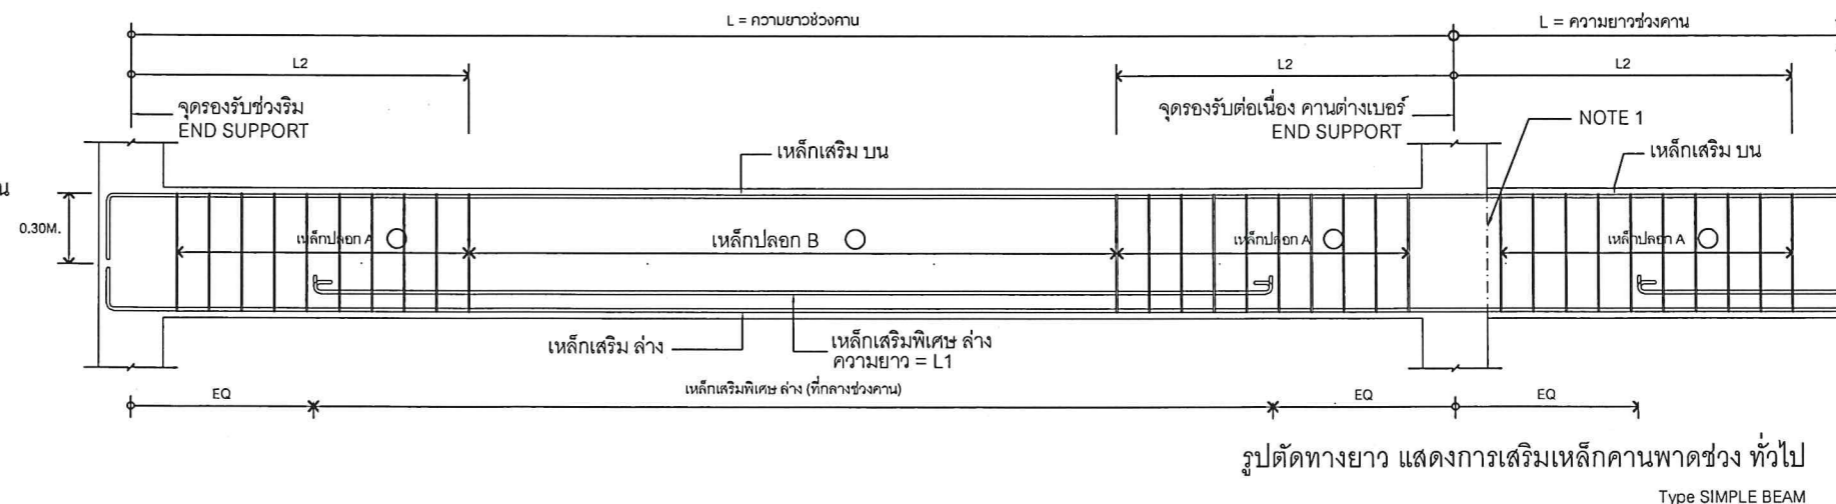 L = ความยาวช่วงคาน
L = ความยาวช่วงคาน
L2
L2
L2
จุดรองรับช่วงริม
END SUPPORT
จุดรองรับต่อเนื่อง คานต่างเบอร์
END SUPPORT
NOTE 1
เหล็กเสริม บน
เหล็กเสริม บน
0.30M.
เหล็กปลอก A
เหล็กปลอก B
เหล็กปลอก A
เหล็กปลอก A
เหล็กเสริม ล่าง
เหล็กเสริมพิเศษ ล่าง
ความยาว = L1
EQ
เหล็กเสริมพิเศษ ล่าง (ที่กลางช่วงคาน)
EQ
EQ
รูปตัดทางยาว แสดงการเสริมเหล็กคานพาดช่วง ทั่วไป
Type SIMPLE BEAM